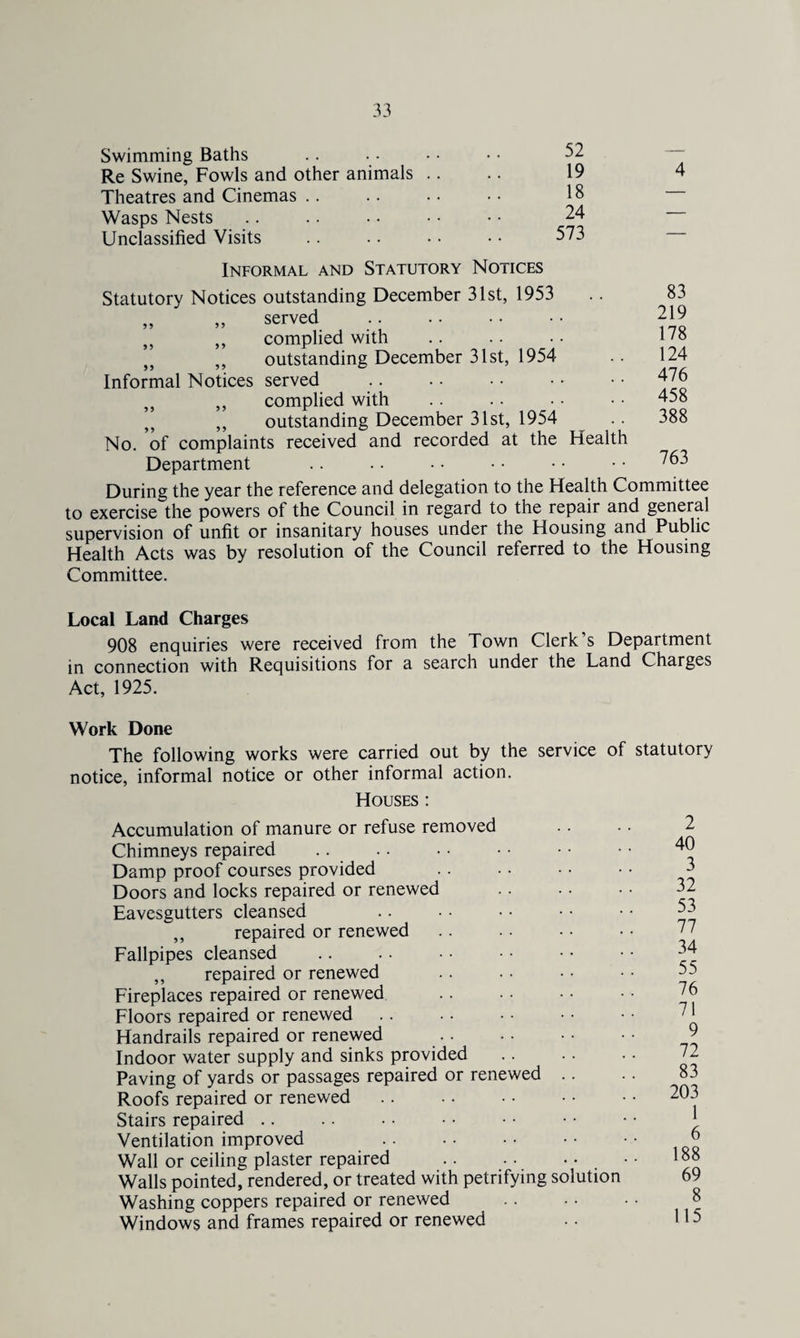 33
Swimming Baths .. .. .. .. 52 —
Re Swine, Fowls and other animals .. .. 19 4
Theatres and Cinemas .. .. .. .. 18 —
Wasps Nests .. .. .. .. .. 24 —
Unclassified Visits .. .. .. .. 573 —
Informal and Statutory Notices
Statutory Notices outstanding December 31st, 1953 .. 83
„ „ served .. .. .. .. 219
„ „ complied with .. .. .. 178
„ „ outstanding December 31st, 1954 .. 124
Informal Notices served .. .. .. .. .. 476
„ „ complied with .. .. .. .. 458
„ „ outstanding December 31st, 1954 .. 388
No. of complaints received and recorded at the Health
Department .. .. .. .. .. .. 763
During the year the reference and delegation to the Health Committee
to exercise the powers of the Council in regard to the repair and general
supervision of unfit or insanitary houses under the Housing and Public
Health Acts was by resolution of the Council referred to the Housing
Committee.
Local Land Charges
908 enquiries were received from the Town Clerk's Department
in connection with Requisitions for a search under the Land Charges
Act, 1925.
Work Done
The following works were carried out by the service of statutory
notice, informal notice or other informal action.
Houses :
Accumulation of manure or refuse removed .. .. 2
Chimneys repaired .. .. .. .. .. .. 40
Damp proof courses provided .. .. .. .. 3
Doors and locks repaired or renewed .. .. .. 32
Eavesgutters cleansed .. .. .. .. .. 53
„ repaired or renewed .. .. .. .. 77
Fallpipes cleansed .. .. .. .. .. .. 34
„ repaired or renewed .. .. .. .. 55
Fireplaces repaired or renewed .. .. .. .. 76
Floors repaired or renewed .. .. .. .. .. 71
Handrails repaired or renewed .. .. .. .. 9
Indoor water supply and sinks provided .. .. .. 72
Paving of yards or passages repaired or renewed .. .. 83
Roofs repaired or renewed .. .. .. .. .. 203
Stairs repaired .. .. .. .. .. .. .. 1
Ventilation improved .. .. .. .. .. 6
Wall or ceiling plaster repaired .. .. .. .. 188
Walls pointed, rendered, or treated with petrifying solution 69
Washing coppers repaired or renewed .. .. .. 8
Windows and frames repaired or renewed .. 115